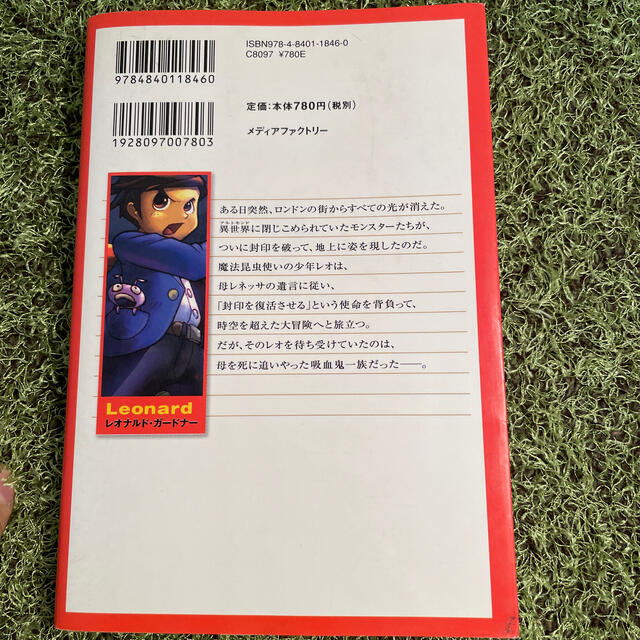 ISBN978-4-8401-1846-0
C8097 ¥780E
9784840118460
定価：本体780円（税別）
メディアファクトリー
1928097007803
ある日突然、ロンドンの街からすべての光が消えた。
アルトモンド
異世界に閉じこめられていたモンスターたちが、
ついに封印を破って、地上に姿を現したのだ。
魔法昆虫使いの少年レオは、
母レネッサの遺言に従い、
「封印を復活させる」という使命を背負って、
時空を超えた大冒険へと旅立つ。
だが、そのレオを待ち受けていたのは、
母を死に追いやった吸血鬼一族だった——。
Leonard
レオナルド・ガードナー